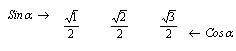 Sin α → √1/2 √2/2 √3/2 ← Cos α